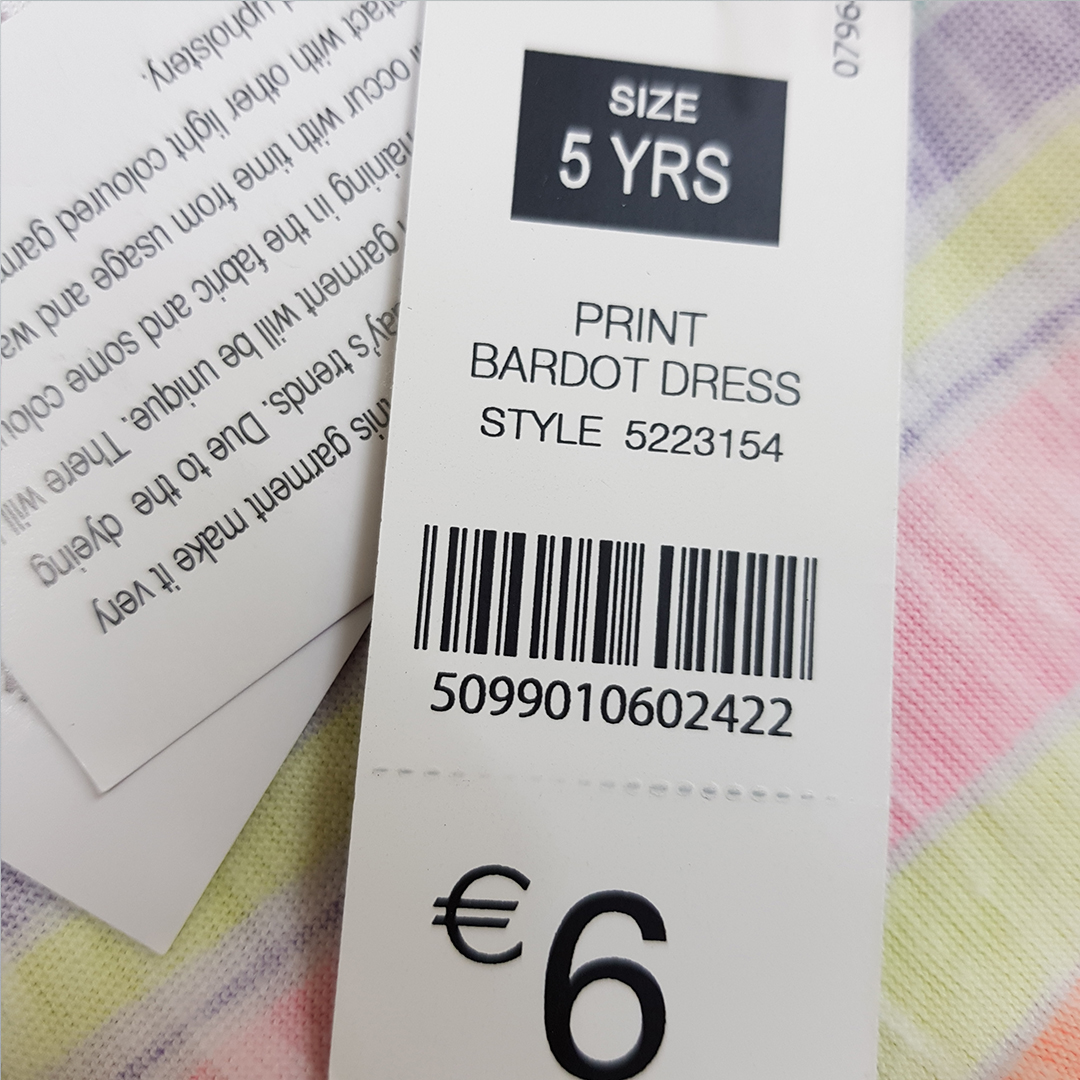 SIZE
5 YRS
PRINT
BARDOT DRESS
STYLE 5223154
5099010602422
€6
0796
garment make it very
trends. Due to the dyeing
garment will be unique. There will
in the fabric and some
occur with time from usage and
with other light coloured
upholstery.